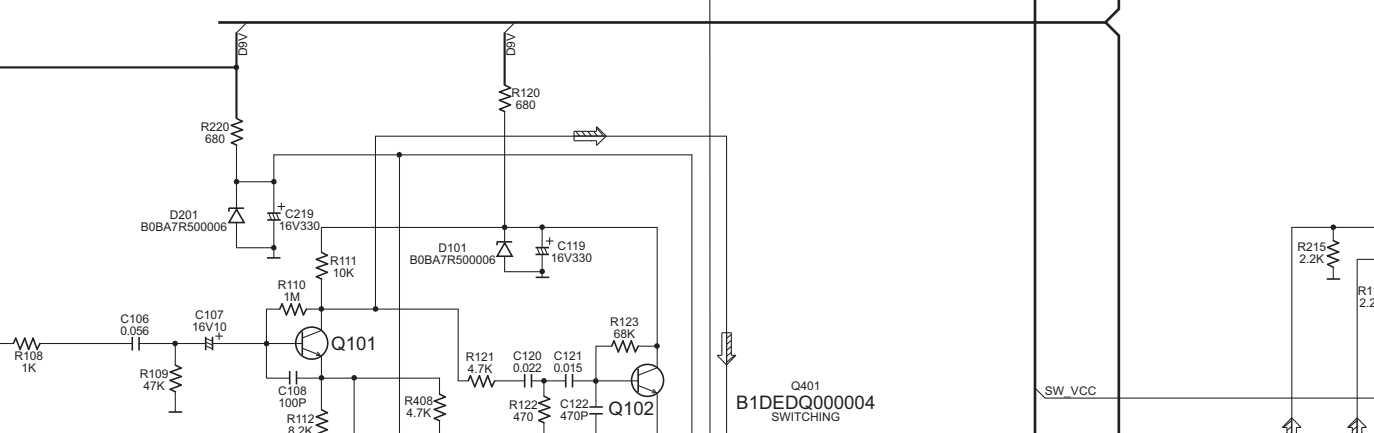 D9V
D9V
R120
680
R220
680
D201
B0BA7R500006
+
C219
16V330
R111
10K
D101
B0BA7R500006
+
C119
16V330
R215
2.2K
R110
1M
C106
0.056
C107
16V10
+
Q101
R123
68K
R108
1K
R109
47K
C108
100P
R121
4.7K
C120
0.022
C121
0.015
R408
4.7K
R122
470
C122
470P
Q102
R112
8.2K
Q401
B1DEDQ000004
SWITCHING
SW_VCC